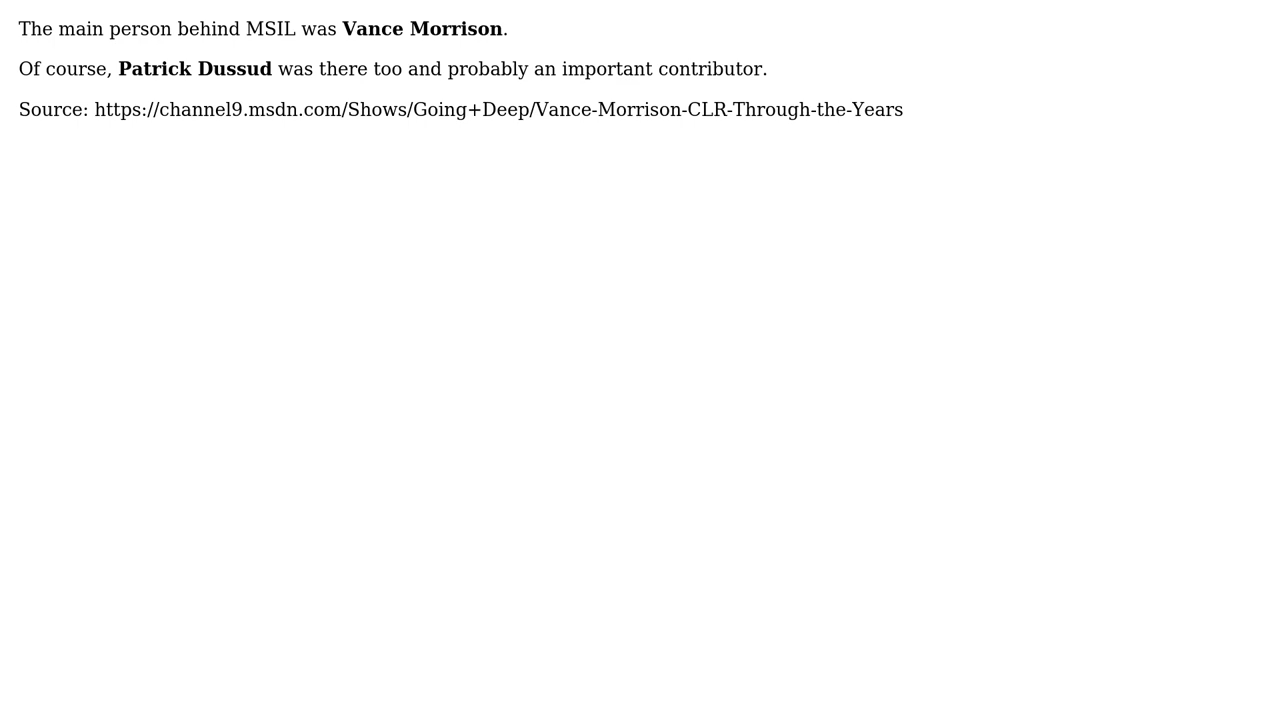 The main person behind MSIL was Vance Morrison.
Of course, Patrick Dussud was there too and probably an important contributor.
Source: https://channel9.msdn.com/Shows/Going+Deep/Vance-Morrison-CLR-Through-the-Years